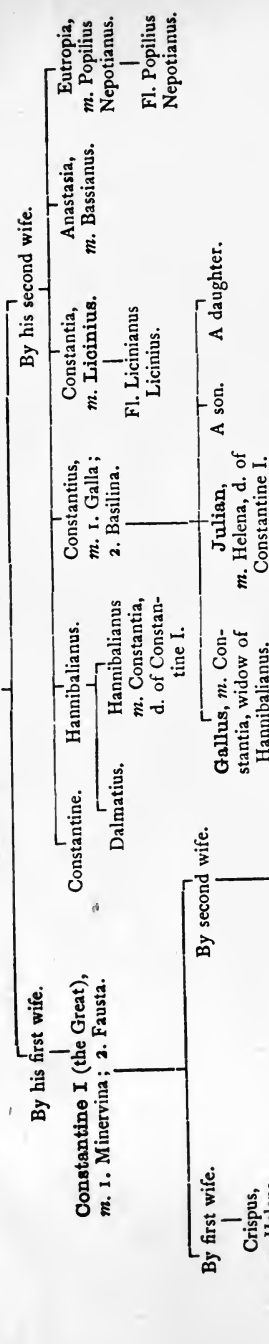 By his first wife.
By his second wife.
Constantine I (the Great),
m. 1. Minervina; 2. Fausta.
Constantine.
Hannibalianus.
Constantius,
m. 1. Galla;
2. Basilina.
Constantia,
m. Licinius.
Anastasia,
m. Bassianus.
Eutropia,
m. Popilius
Nepotianus.
Dalmatius.
Hannibalianus
m. Constantia,
d. of Constan-
tine I.
Fl. Licinianus
Licinius.
Fl. Popilius
Nepotianus.
By first wife.
By second wife.
Gallus, m. Con-
stantia, widow of
Hannibalianus,
Julian,
m. Helena, d. of
Constantine I.
A son.
A daughter.
Crispus,